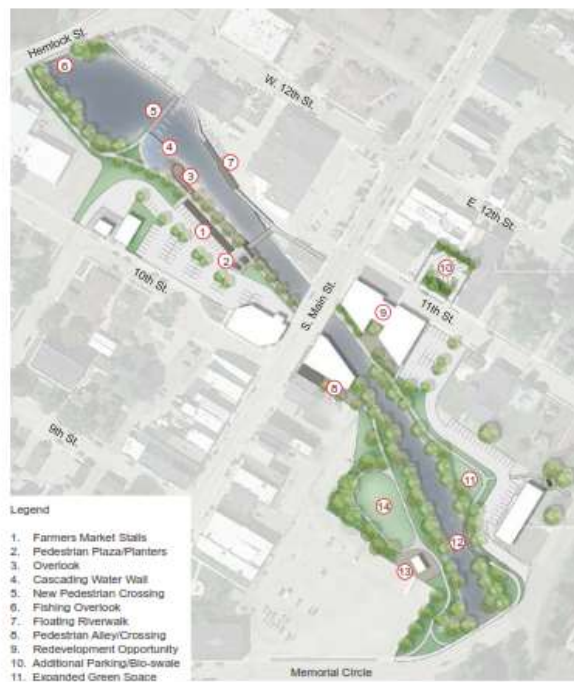 Hemlock St.
6
W. 12th St.
5
4
7
3
E. 12th St.
1
10
2
10th St.
11th St.
S. Main St.
9
8
9th St.
11
14
12
13
Legend
1. Farmers Market Stalls
2. Pedestrian Plaza/Planters
3. Overlook
4. Cascading Water Wall
5. New Pedestrian Crossing
6. Fishing Overlook
7. Floating Riverwalk
8. Pedestrian Alley/Crossing
9. Redevelopment Opportunity
10. Additional Parking/Bio-swale
11. Expanded Green Space
Memorial Circle